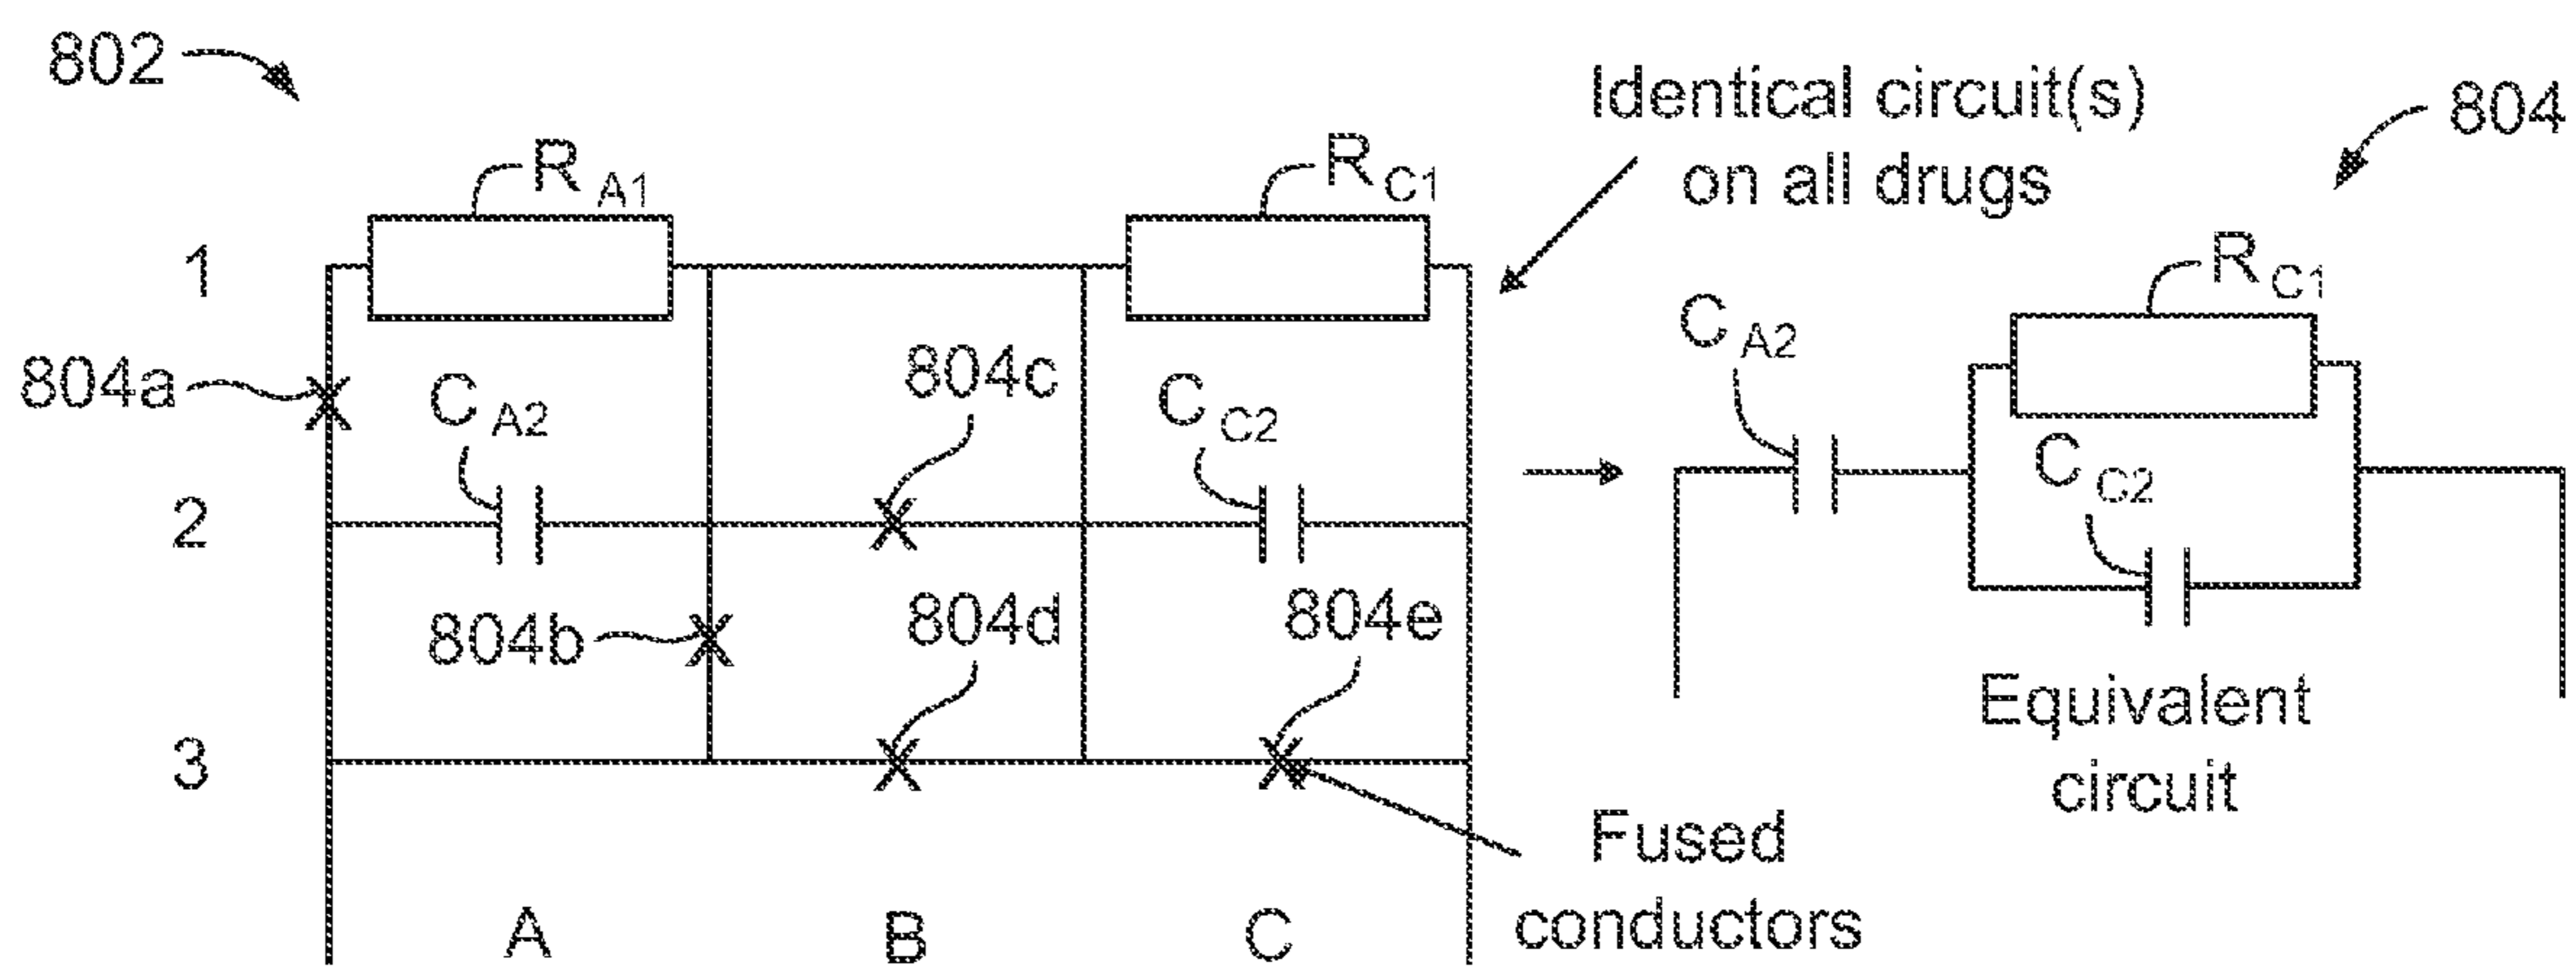 802
Identical circuit(s)
on all drugs
804
R A1
R C1
1
R C1
C A2
804a
C A2
804c
C C2
C C2
2
804b
804d
804e
Equivalent
circuit
3
Fused
conductors
A
B
C